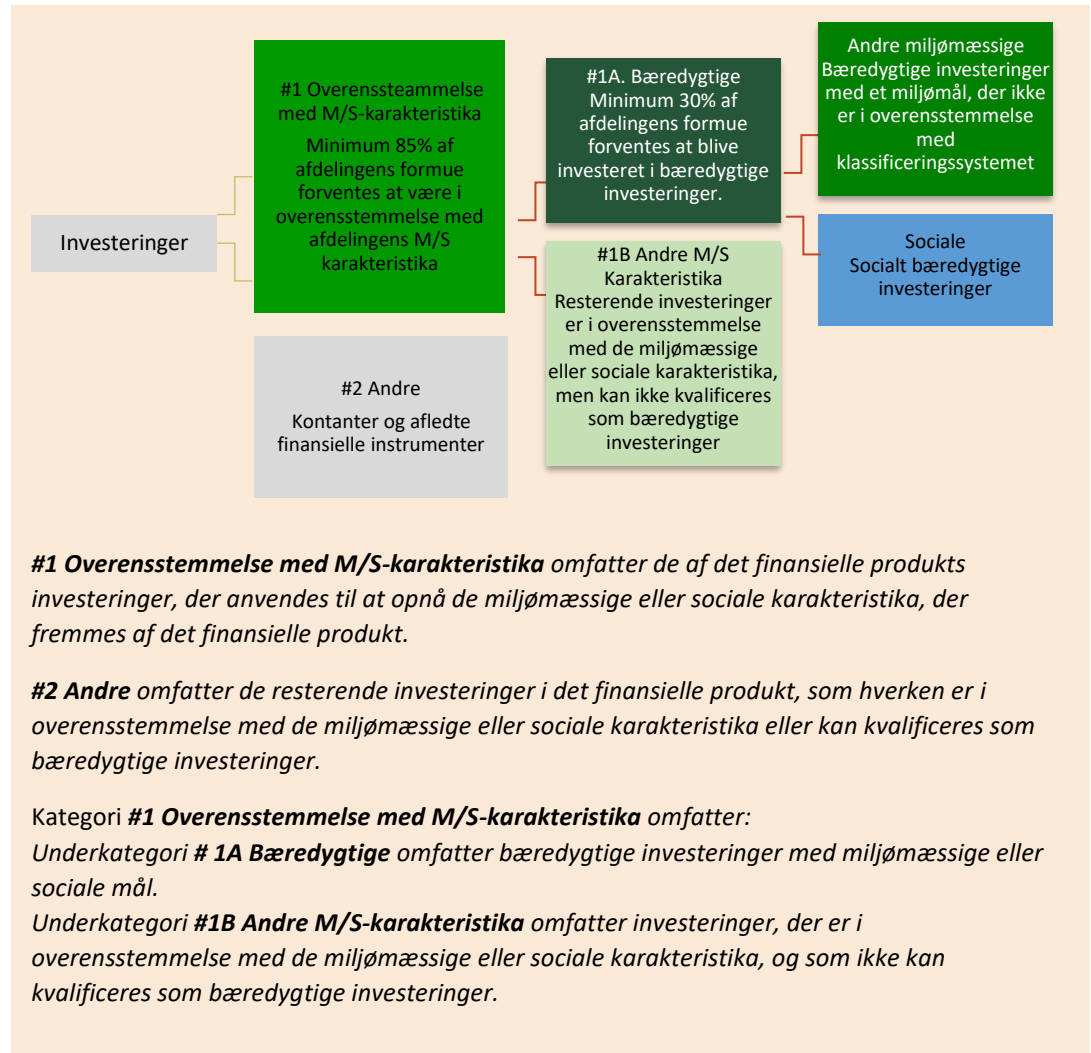 Investeringer
#1 Overenssteammelse
med M/S-karakteristika
Minimum 85% af
afdelingens formue
forventes at være i
overensstemmelse med
afdelingens M/S
karakteristika
#2 Andre
Kontanter og afledte
finansielle instrumenter
#1A. Bæredygtige
Minimum 30% af
afdelingens formue
forventes at blive
investeret i bæredygtige
investeringer.
#1B Andre M/S
Karakteristika
Resterende investeringer
er i overensstemmelse
med de miljømæssige
eller sociale karakteristika,
men kan ikke kvalificeres
som bæredygtige
investeringer
Andre miljømæssige
Bæredygtige investeringer
med et miljømål, der ikke
er i overensstemmelse
med
klassificeringssystemet
Sociale
Socialt bæredygtige
investeringer
#1 Overensstemmelse med M/S-karakteristika omfatter de af det finansielle produkts
investeringer, der anvendes til at opnå de miljømæssige eller sociale karakteristika, der
fremmes af det finansielle produkt.
#2 Andre omfatter de resterende investeringer i det finansielle produkt, som hverken er i
overensstemmelse med de miljømæssige eller sociale karakteristika eller kan kvalificeres som
bæredygtige investeringer.
Kategori #1 Overensstemmelse med M/S-karakteristika omfatter:
Underkategori # 1A Bæredygtige omfatter bæredygtige investeringer med miljømæssige eller
sociale mål.
Underkategori #1B Andre M/S-karakteristika omfatter investeringer, der er i
overensstemmelse med de miljømæssige eller sociale karakteristika, og som ikke kan
kvalificeres som bæredygtige investeringer.